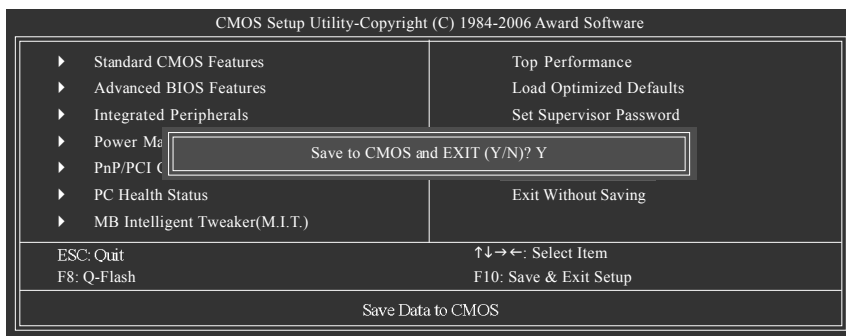 CMOS Setup Utility-Copyright (C) 1984-2006 Award Software
Standard CMOS Features
Advanced BIOS Features
Integrated Peripherals
Power Ma
PnP/PCI
PC Health Status
MB Intelligent Tweaker(M.I.T.)
Top Performance
Load Optimized Defaults
Set Supervisor Password
Exit Without Saving
Save to CMOS and EXIT (Y/N)? Y
ESC: Quit
↑↓→←: Select Item
F8: Q-Flash
F10: Save & Exit Setup
Save Data to CMOS